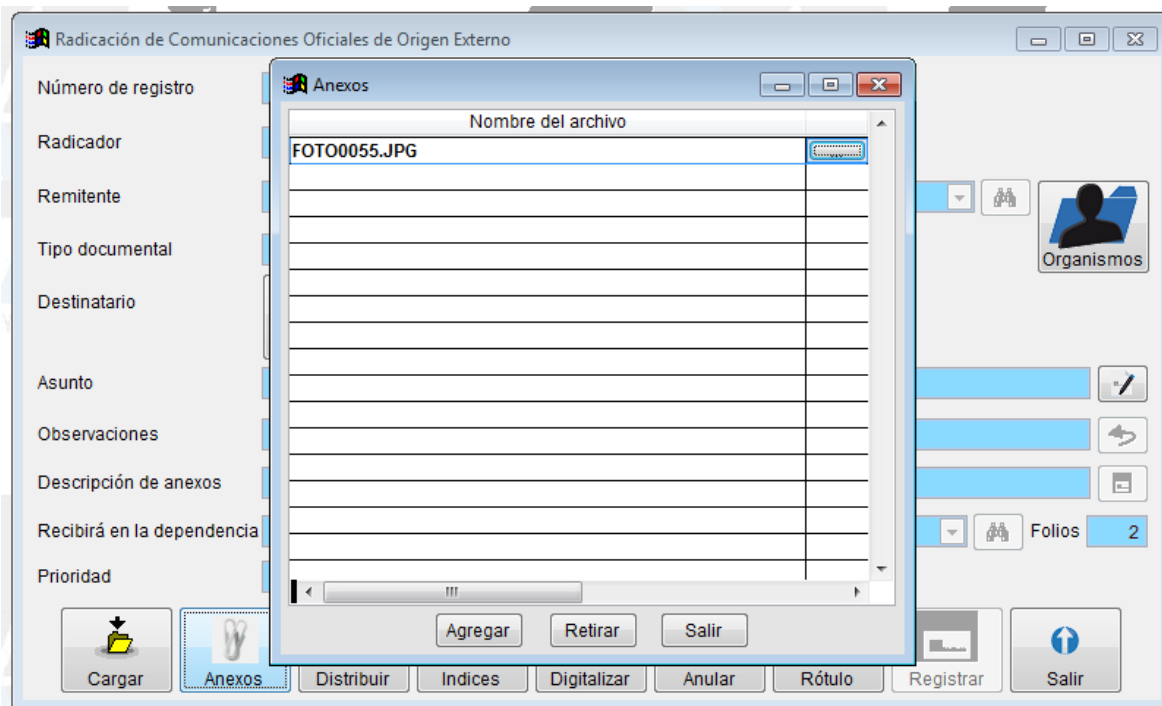 Radicación de Comunicaciones Oficiales de Origen Externo
Anexos
Nombre del archivo
FOTO0055.JPG
Agregar Retirar Salir
Número de registro
Radicador
Remitente
Tipo documental
Organismos
Destinatario
Asunto
Observaciones
Descripción de anexos
Recibirá en la dependencia Folios 2
Prioridad
Cargar Anexos Distribuir Indices Digitalizar Anular Rótulo Registrar Salir